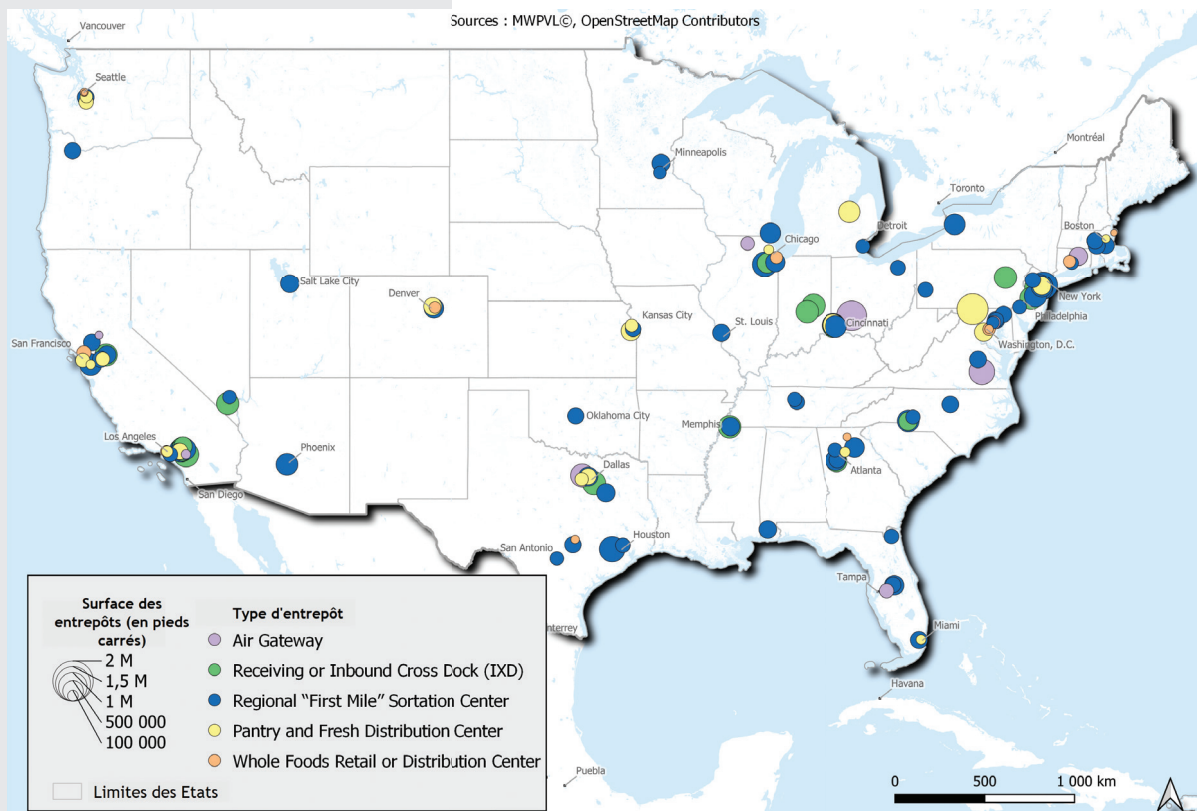 Sources : MWPVL©, OpenStreetMap Contributors
Vancouver
Seattle
Montréal
Minneapolis
Toronto
Boston
Detroit
Chicago
Salt Lake City
Denver
New York
Philadelphia
Kansas City
St. Louis
Cincinnati
San Francisco
Washington, D.C.
Oklahoma City
Memphis
Los Angeles
Phoenix
Dallas
Atlanta
San Diego
San Antonio
Houston
Tampa
Miami
nterrey
Havana
Puebla
Surface des
entrepôts (en pieds
carrés)
2 M
1,5 M
1 M
500 000
100 000
Limites des Etats
Type d'entrepôt
Air Gateway
Receiving or Inbound Cross Dock (IXD)
Regional “First Mile” Sortation Center
Pantry and Fresh Distribution Center
Whole Foods Retail or Distribution Center
0 500 1 000 km